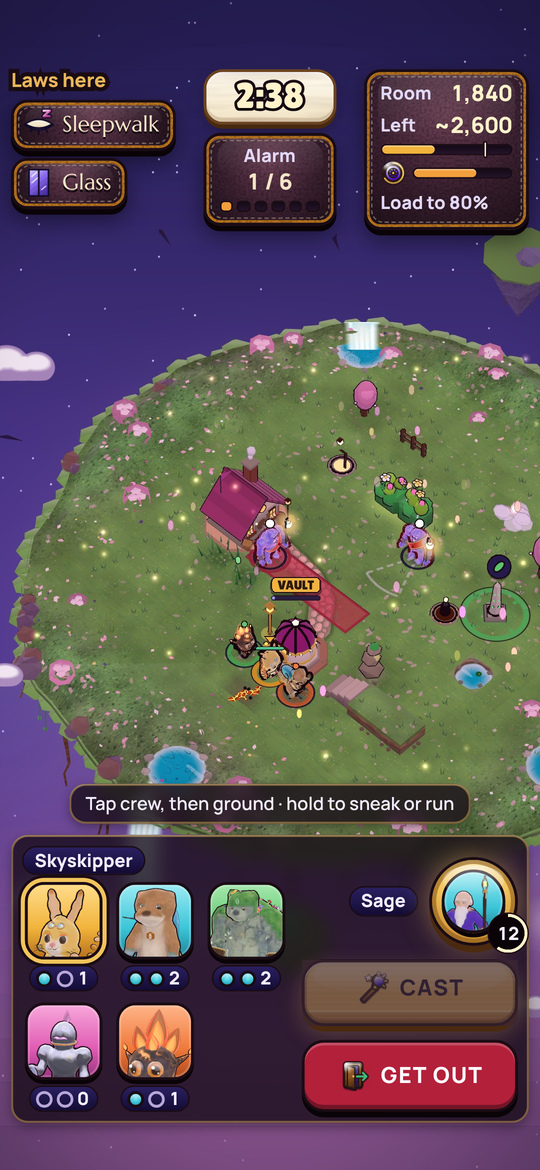 Laws here
Sleepwalk
Glass
2:38
Alarm
1 / 6
Room 1,840
Left ~2,600
Load to 80%
VAULT
Tap crew, then ground · hold to sneak or run
Skyskipper
Sage
12
1
2
2
CAST
0
1
GET OUT